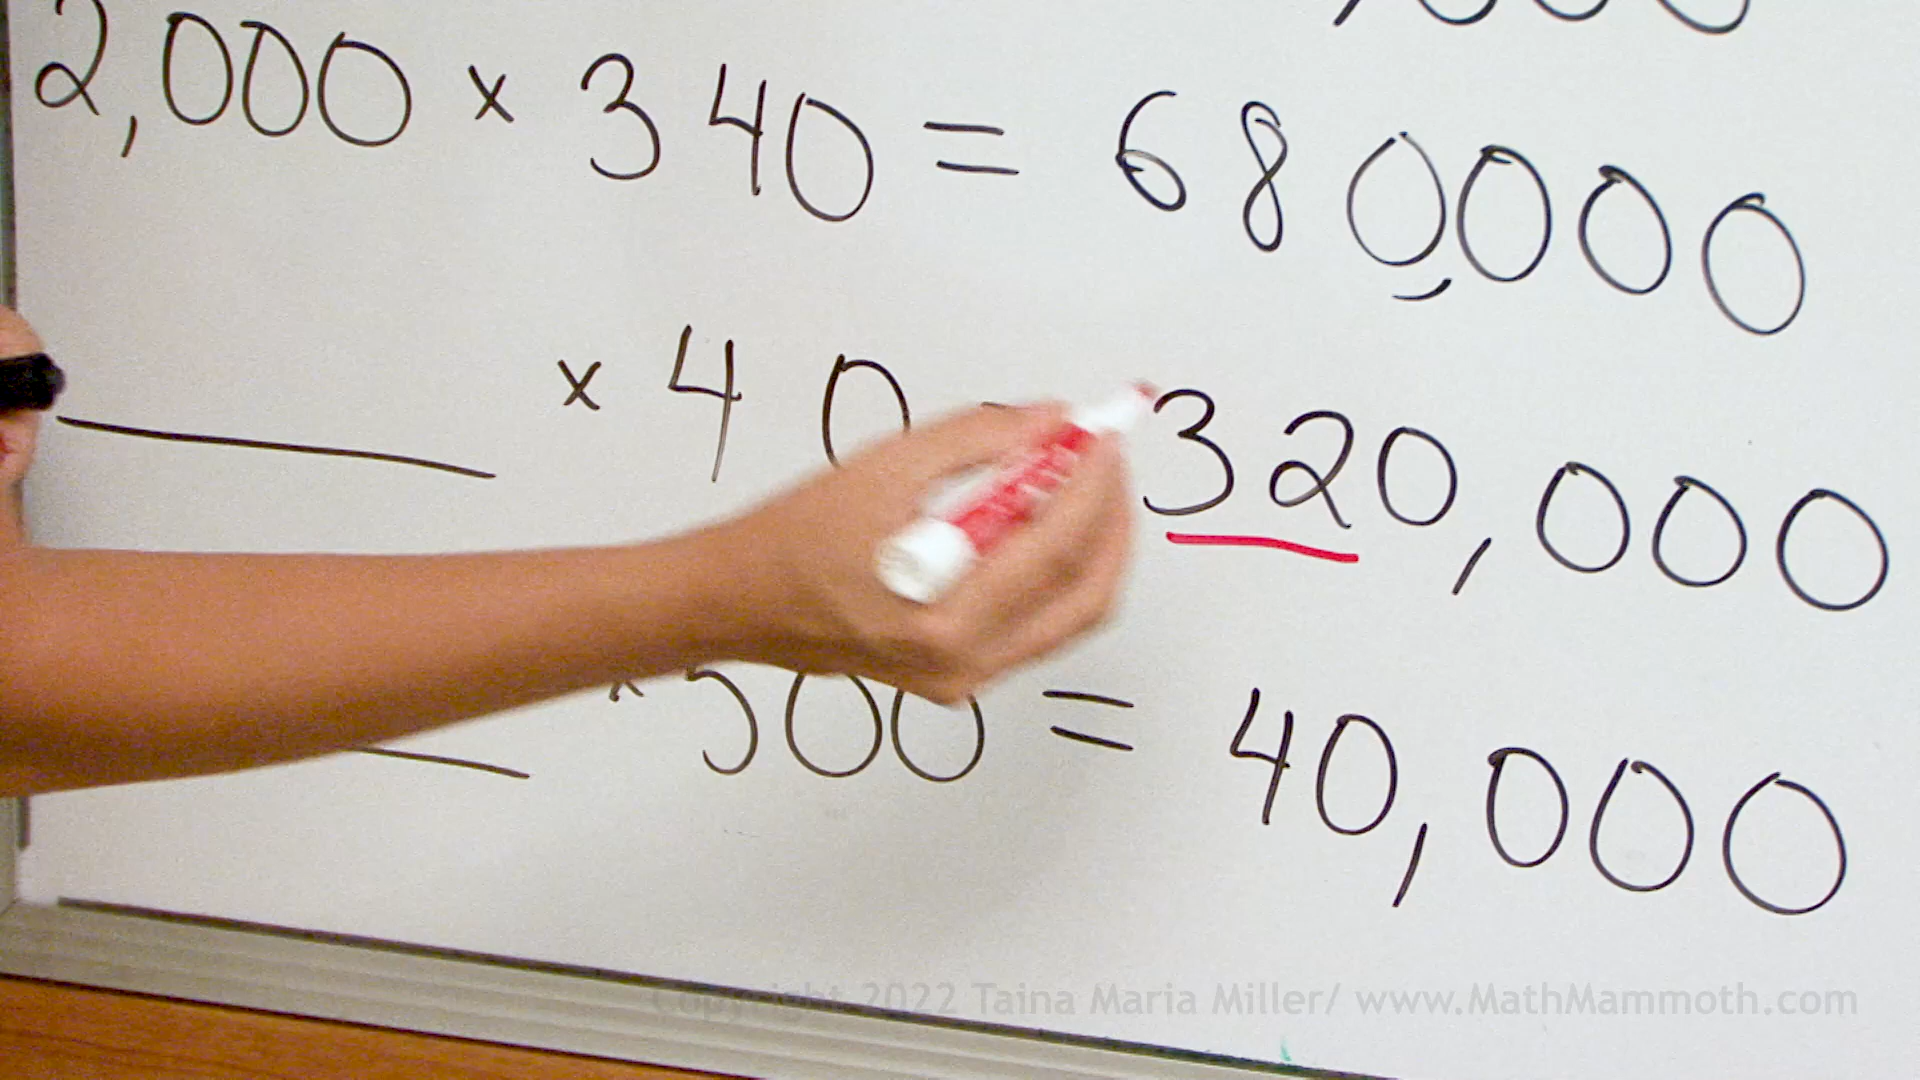 2,000 × 340 = 680,000
× 40 320,000
× 500 = 40,000
Copyright 2022 Taina Maria Miller/ www.MathMammoth.com